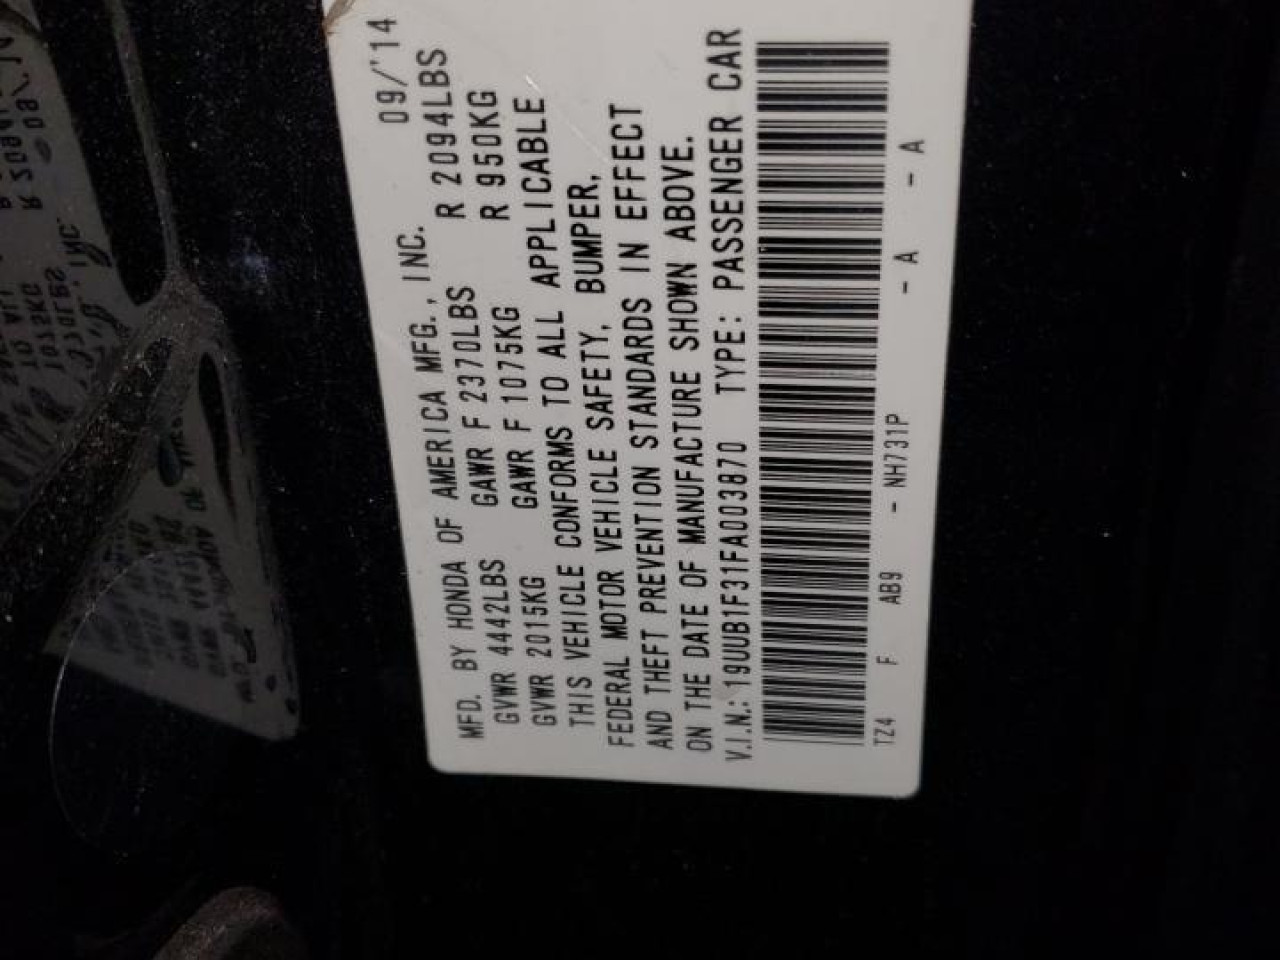 MFD. BY HONDA OF AMERICA MFG., INC. 09/'14
GVWR 4442LBS GAWR F 2370LBS R 2094LBS
GVWR 2015KG GAWR F 1075KG R 950KG
THIS VEHICLE CONFORMS TO ALL APPLICABLE
FEDERAL MOTOR VEHICLE SAFETY, BUMPER,
AND THEFT PREVENTION STANDARDS IN EFFECT
ON THE DATE OF MANUFACTURE SHOWN ABOVE.
V.I.N.: 19UUB1F31FA003870 TYPE: PASSENGER CAR
TZ4 F AB9 - NH731P - A - A